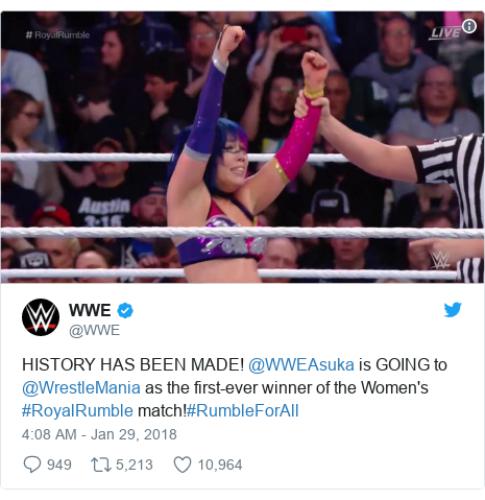 # RoyalRumble
LIVE
Austin
3:16
WWE
@WWE
HISTORY HAS BEEN MADE! @WWEAsuka is GOING to
@WrestleMania as the first-ever winner of the Women's
#RoyalRumble match!#RumbleForAll
4:08 AM - Jan 29, 2018
949 5,213 10,964